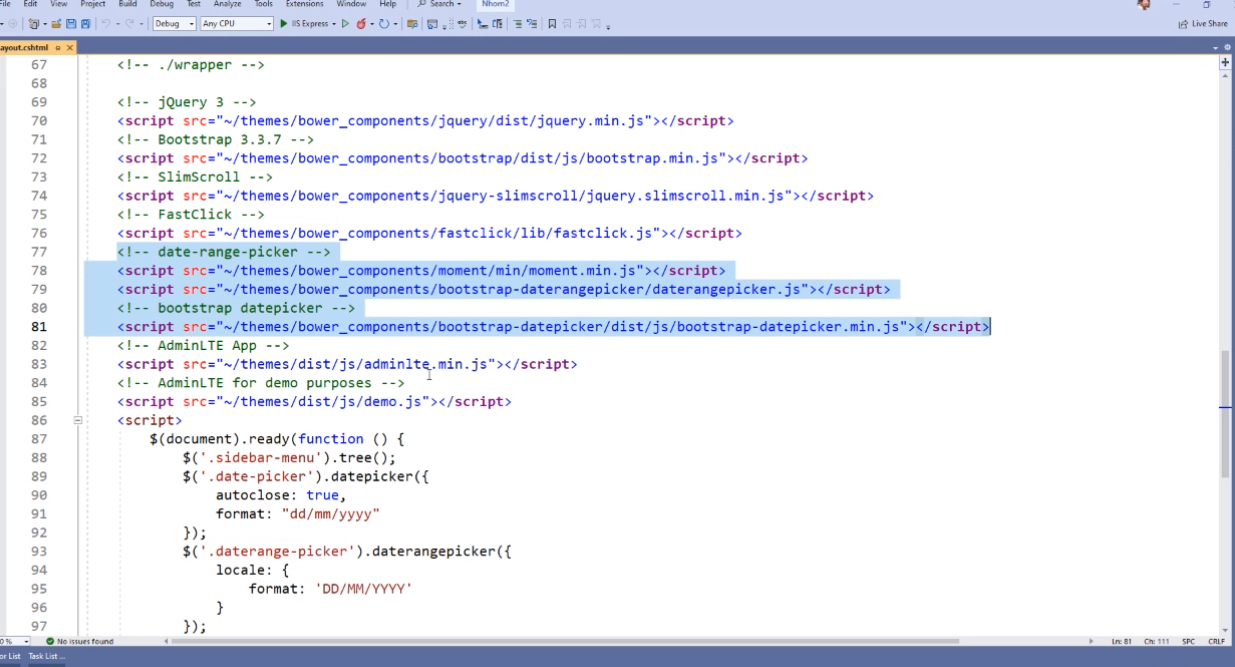 File Edit View Project Build Debug Test Analyze Tools Extensions Window Help Search Nhom2
Debug Any CPU IIS Express Live Share
ayout.cshtml
67 <!-- ./wrapper -->
68
69 <!-- jQuery 3 -->
70 <script src="~/themes/bower_components/jquery/dist/jquery.min.js"></script>
71 <!-- Bootstrap 3.3.7 -->
72 <script src="~/themes/bower_components/bootstrap/dist/js/bootstrap.min.js"></script>
73 <!-- SlimScroll -->
74 <script src="~/themes/bower_components/jquery-slimscroll/jquery.slimscroll.min.js"></script>
75 <!-- FastClick -->
76 <script src="~/themes/bower_components/fastclick/lib/fastclick.js"></script>
77 <!-- date-range-picker -->
78 <script src="~/themes/bower_components/moment/min/moment.min.js"></script>
79 <script src="~/themes/bower_components/bootstrap-daterangepicker/daterangepicker.js"></script>
80 <!-- bootstrap datepicker -->
81 <script src="~/themes/bower_components/bootstrap-datepicker/dist/js/bootstrap-datepicker.min.js"></script>
82 <!-- AdminLTE App -->
83 <script src="~/themes/dist/js/adminlte.min.js"></script>
84 <!-- AdminLTE for demo purposes -->
85 <script src="~/themes/dist/js/demo.js"></script>
86 <script>
87 $(document).ready(function () {
88 $('.sidebar-menu').tree();
89 $('.date-picker').datepicker({
90 autoclose: true,
91 format: "dd/mm/yyyy"
92 });
93 $('.daterange-picker').daterangepicker({
94 locale: {
95 format: 'DD/MM/YYYY'
96 }
97 });
0 % No issues found Ln: 81 Ch: 111 SPC CRLF
or List Task List ...